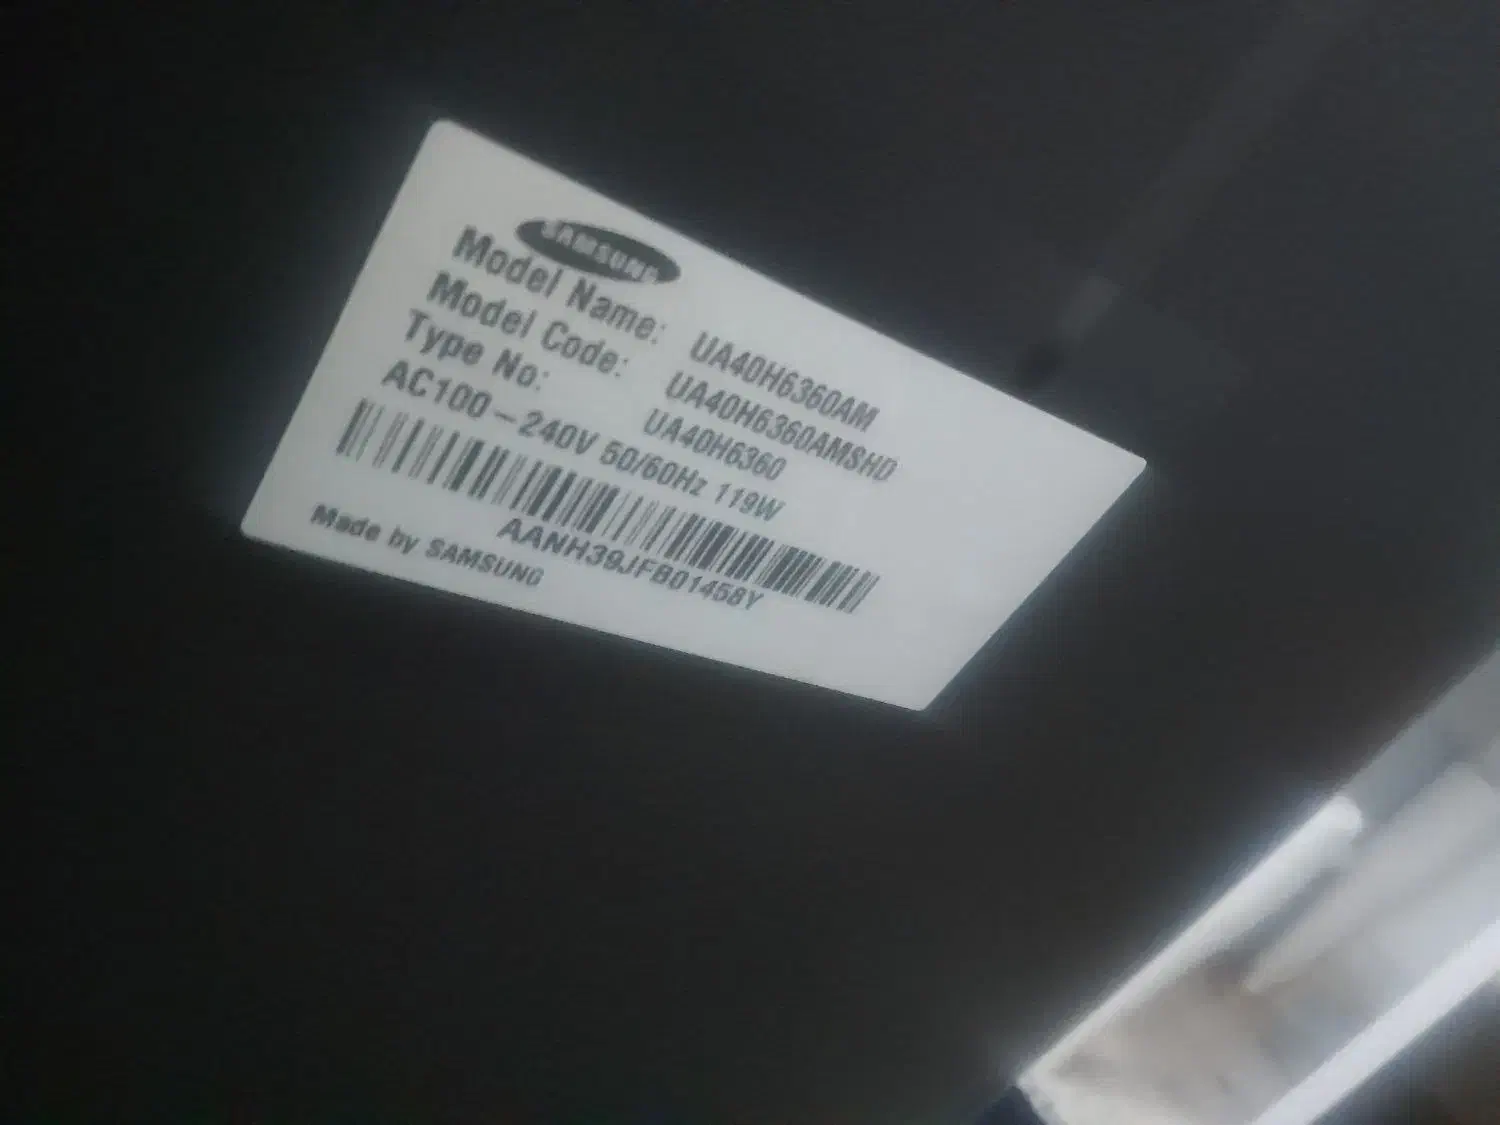 SAMSUNG
Model Name: UA40H6360AM
Model Code: UA40H6360AMSHD
Type No: UA40H6360
AC100-240V 50/60Hz 119W
AANH39JFB01458Y
Made by SAMSUNG